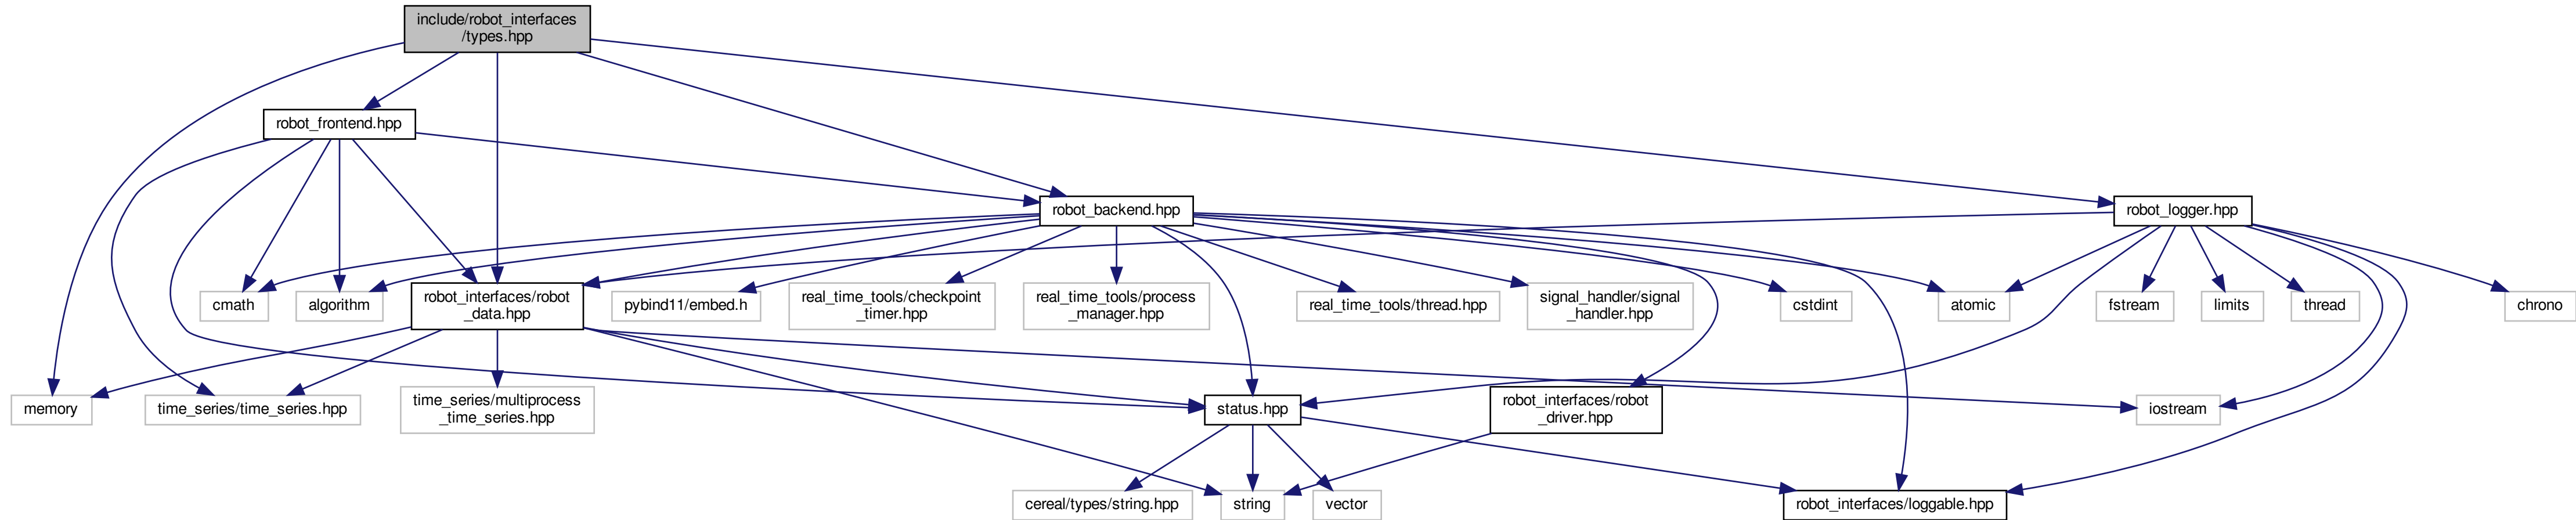 include/robot_interfaces
/types.hpp
robot_frontend.hpp
robot_backend.hpp
robot_logger.hpp
cmath
algorithm
robot_interfaces/robot
_data.hpp
pybind11/embed.h
real_time_tools/checkpoint
_timer.hpp
real_time_tools/process
_manager.hpp
real_time_tools/thread.hpp
signal_handler/signal
_handler.hpp
cstdint
atomic
fstream
limits
thread
chrono
memory
time_series/time_series.hpp
time_series/multiprocess
_time_series.hpp
status.hpp
robot_interfaces/robot
_driver.hpp
iostream
cereal/types/string.hpp
string
vector
robot_interfaces/loggable.hpp